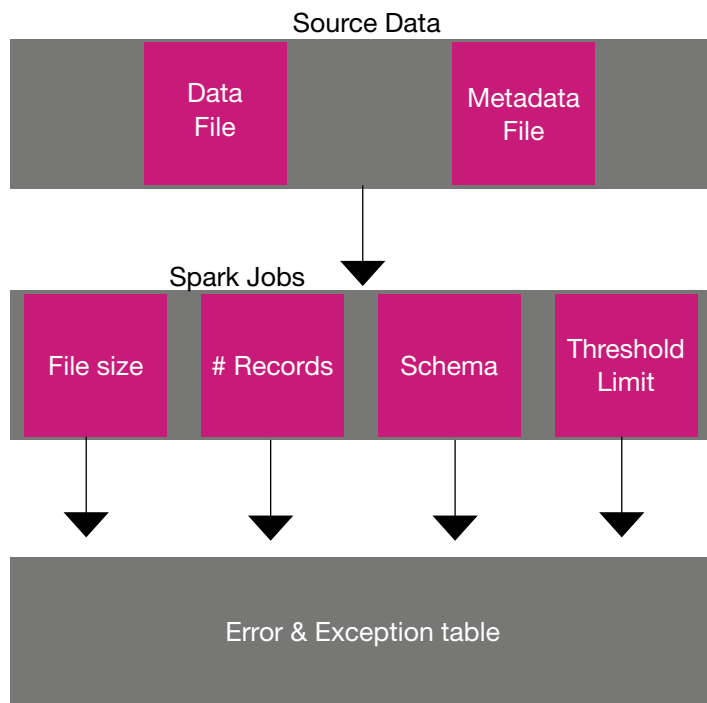 Source Data
Data
File
Metadata
File
Spark Jobs
File size
# Records
Schema
Threshold
Limit
Error & Exception table